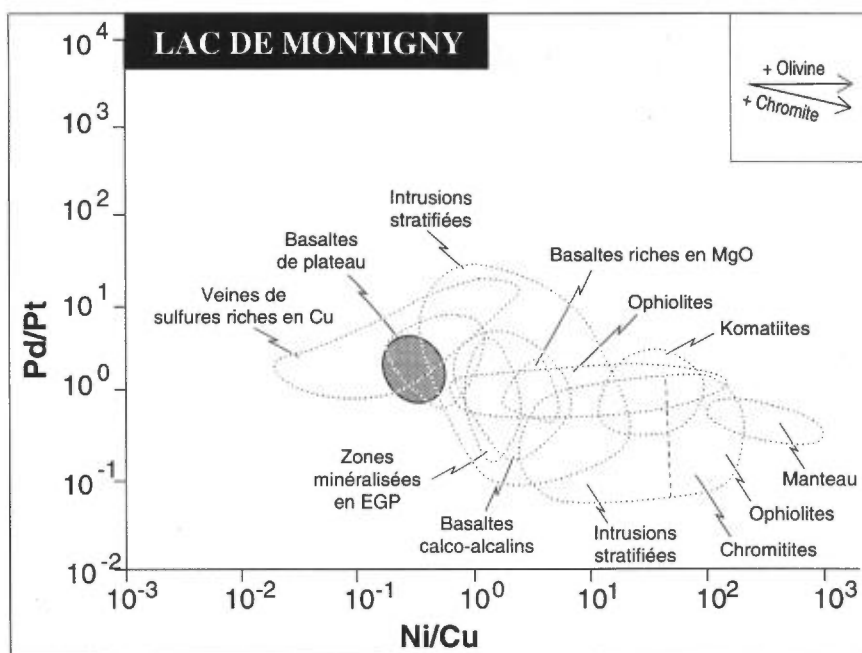 LAC DE MONTIGNY
+ Olivine
+ Chromite
10^4
10^3
10^2
10^1
10^0
10^-1
10^-2
Pd/Pt
Intrusions
stratifiées
Basaltes
de plateau
Veines de
sulfures riches en Cu
Basaltes riches en MgO
Ophiolites
Komatiites
Zones
minéralisées
en EGP
Basaltes
calco-alcalins
Intrusions
stratifiées
Manteau
Ophiolites
Chromitites
10^-3
10^-2
10^-1
10^0
10^1
10^2
10^3
Ni/Cu